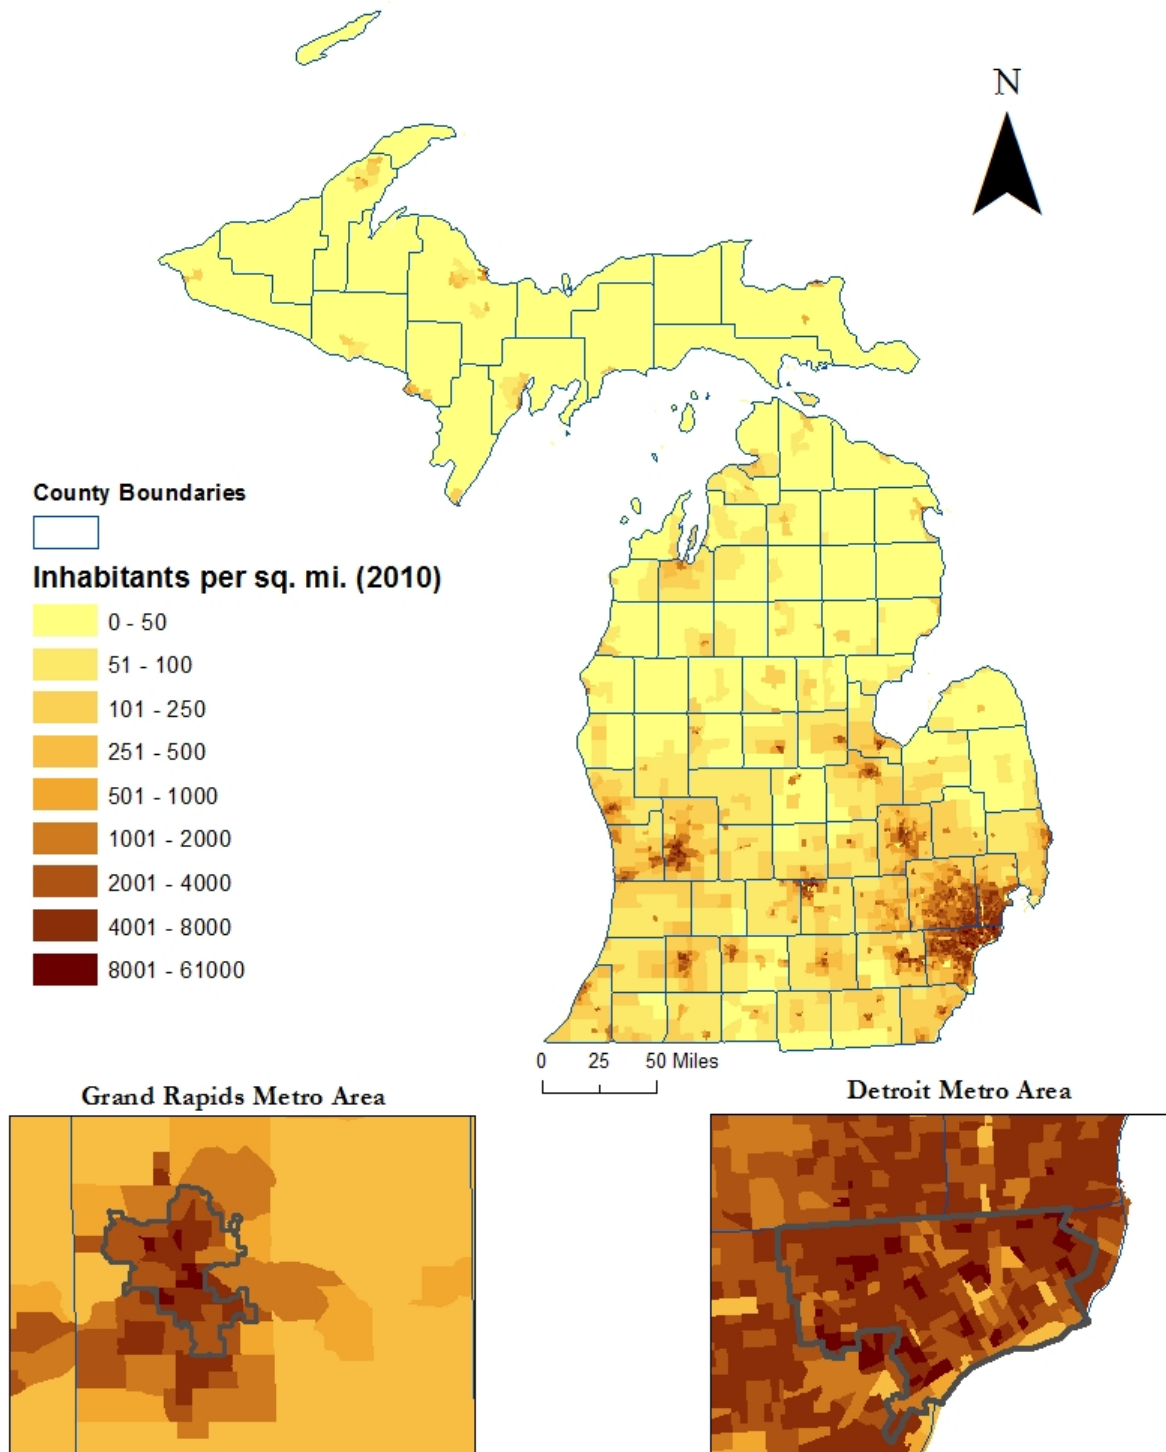 N
County Boundaries
Inhabitants per sq. mi. (2010)
0 - 50
51 - 100
101 - 250
251 - 500
501 - 1000
1001 - 2000
2001 - 4000
4001 - 8000
8001 - 61000
0 25 50 Miles
Grand Rapids Metro Area
Detroit Metro Area